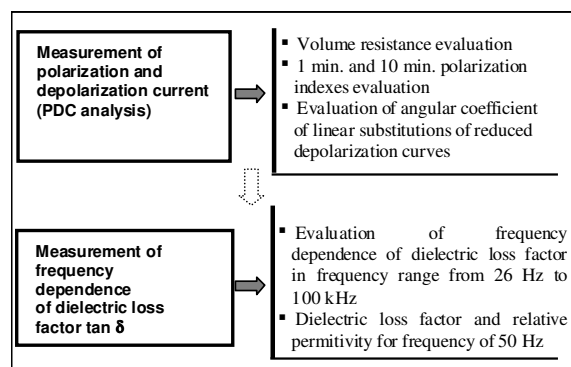 Measurement of
polarization and
depolarization current
(PDC analysis)
▪ Volume resistance evaluation
▪ 1 min. and 10 min. polarization
indexes evaluation
▪ Evaluation of angular coefficient
of linear substitutions of reduced
depolarization curves
Measurement of
frequency
dependence
of dielectric loss
factor tan δ
▪ Evaluation of frequency
dependence of dielectric loss factor
in frequency range from 26 Hz to
100 kHz
▪ Dielectric loss factor and relative
permitivity for frequency of 50 Hz